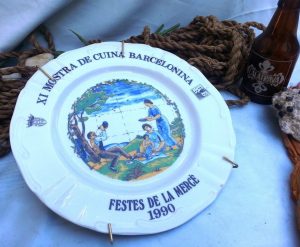 XI MOSTRA DE CUINA BARCELONINA
FESTES DE LA MERCÈ
1990